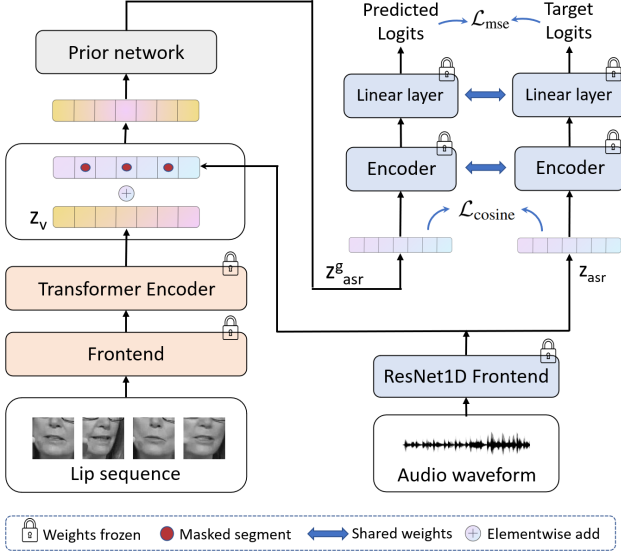 Predicted
Logits
ℒmse
Target
Logits
Prior network
Linear layer
Linear layer
Encoder
Encoder
zv
ℒcosine
zᵍasr
zasr
Transformer Encoder
Frontend
ResNet1D Frontend
Lip sequence
Audio waveform
Weights frozen
Masked segment
Shared weights
Elementwise add